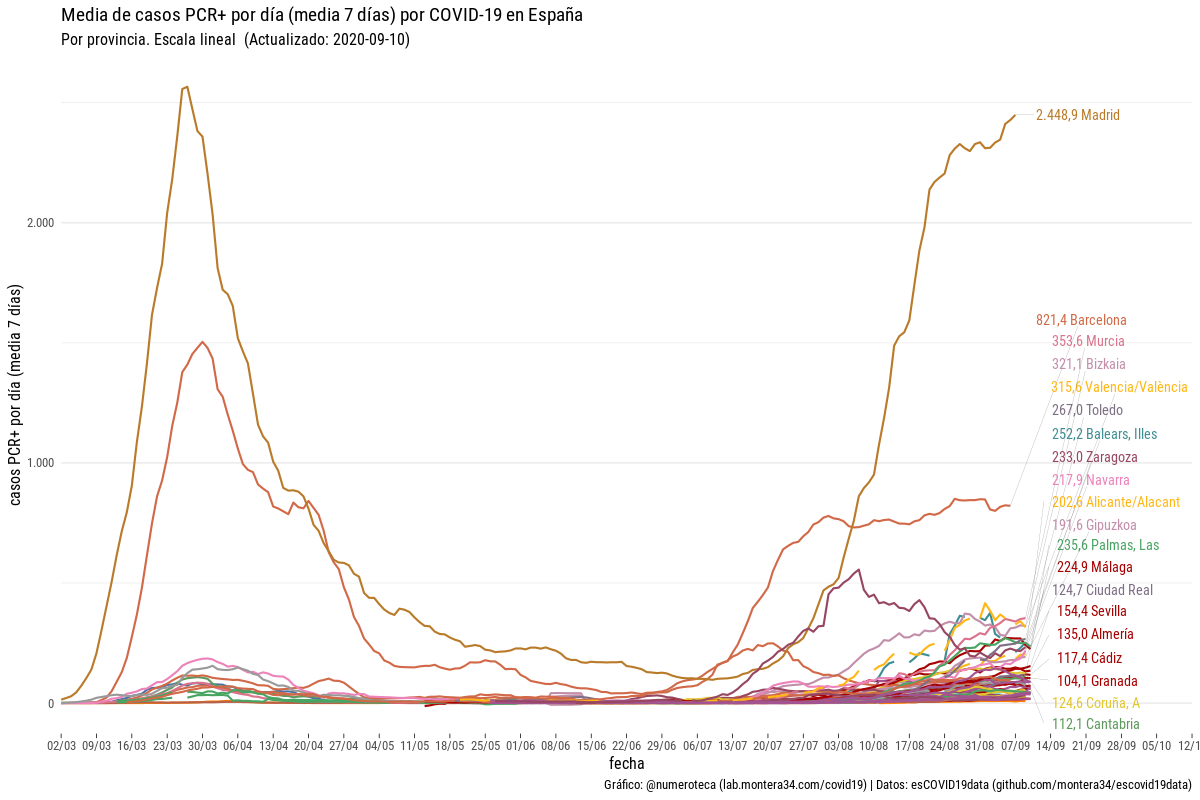 Media de casos PCR+ por día (media 7 días) por COVID-19 en España
Por provincia. Escala lineal  (Actualizado: 2020-09-10)
casos PCR+ por día (media 7 días)
2.000
1.000
0
2.448,9 Madrid
821,4 Barcelona
353,6 Murcia
321,1 Bizkaia
315,6 Valencia/València
267,0 Toledo
252,2 Balears, Illes
233,0 Zaragoza
217,9 Navarra
202,6 Alicante/Alacant
191,6 Gipuzkoa
235,6 Palmas, Las
224,9 Málaga
124,7 Ciudad Real
154,4 Sevilla
135,0 Almería
117,4 Cádiz
104,1 Granada
124,6 Coruña, A
112,1 Cantabria
02/03 09/03 16/03 23/03 30/03 06/04 13/04 20/04 27/04 04/05 11/05 18/05 25/05 01/06 08/06 15/06 22/06 29/06 06/07 13/07 20/07 27/07 03/08 10/08 17/08 24/08 31/08 07/09 14/09 21/09 28/09 05/10 12/1
fecha
Gráfico: @numeroteca (lab.montera34.com/covid19) | Datos: esCOVID19data (github.com/montera34/escovid19data)